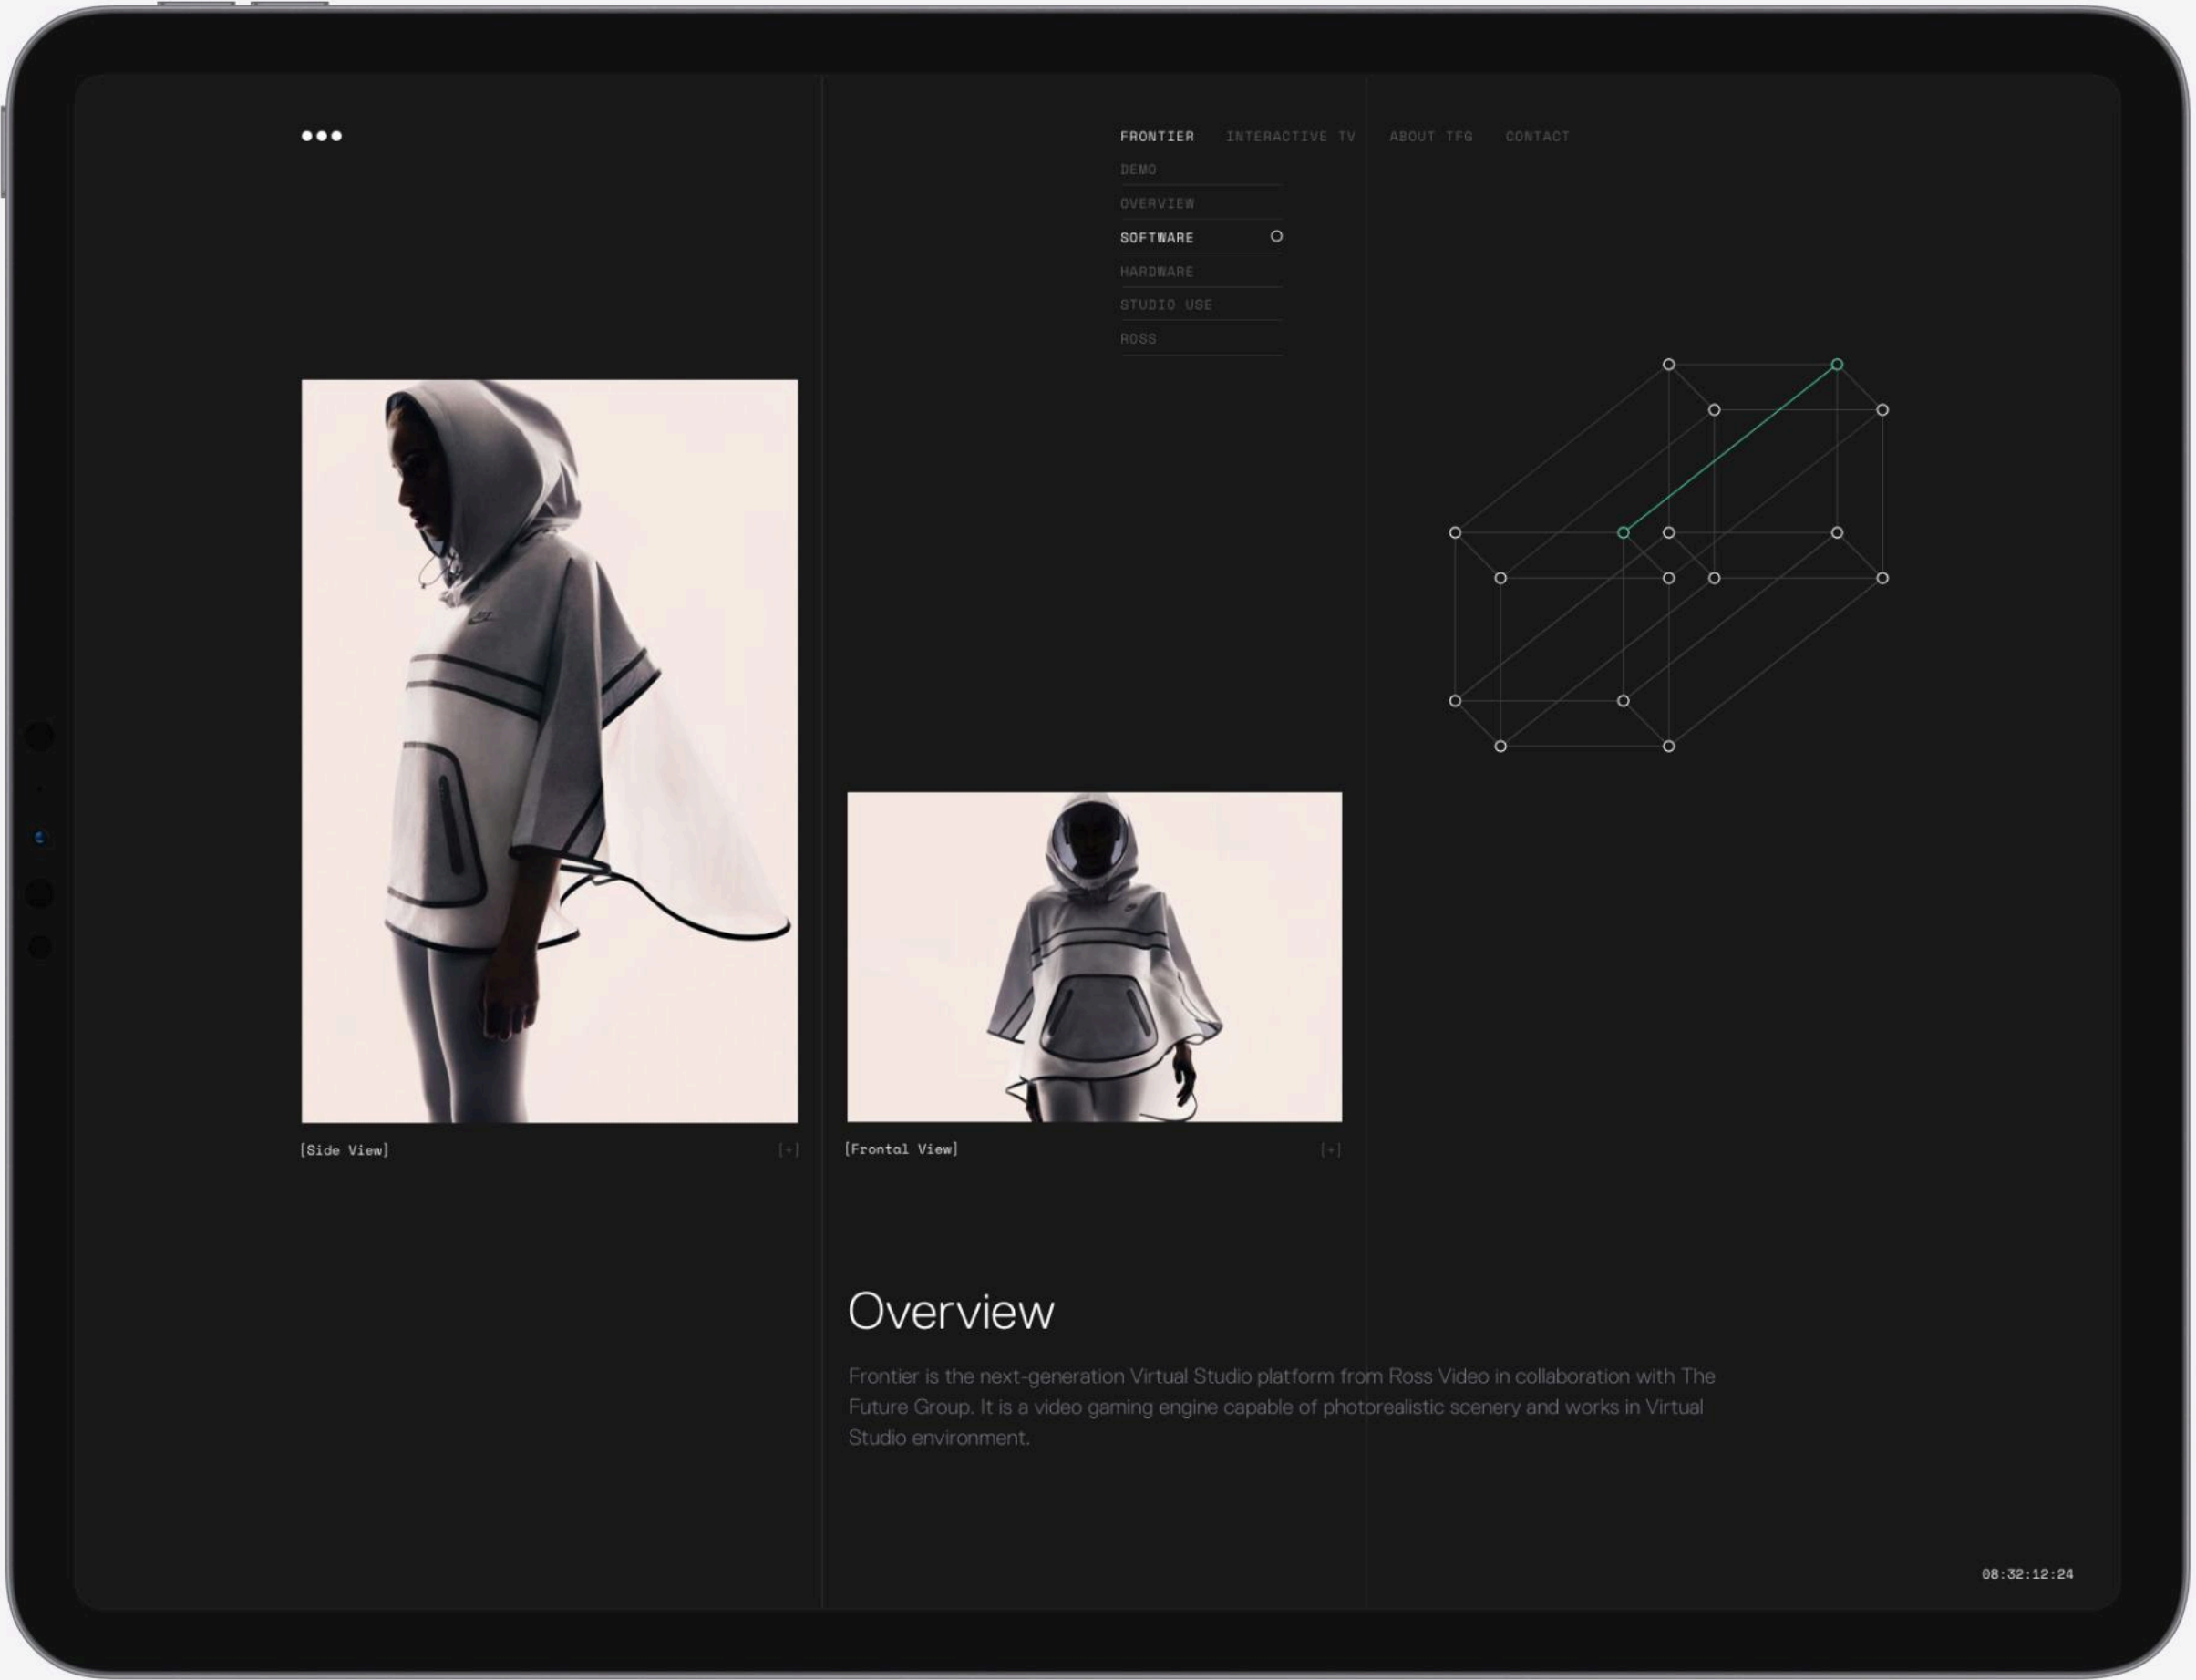 FRONTIER INTERACTIVE TV ABOUT TFG CONTACT
DEMO
OVERVIEW
SOFTWARE
HARDWARE
STUDIO USE
ROSS
[Side View] [+]
[Frontal View] [+]
Overview
Frontier is the next-generation Virtual Studio platform from Ross Video in collaboration with The
Future Group. It is a video gaming engine capable of photorealistic scenery and works in Virtual
Studio environment.
08:32:12:24